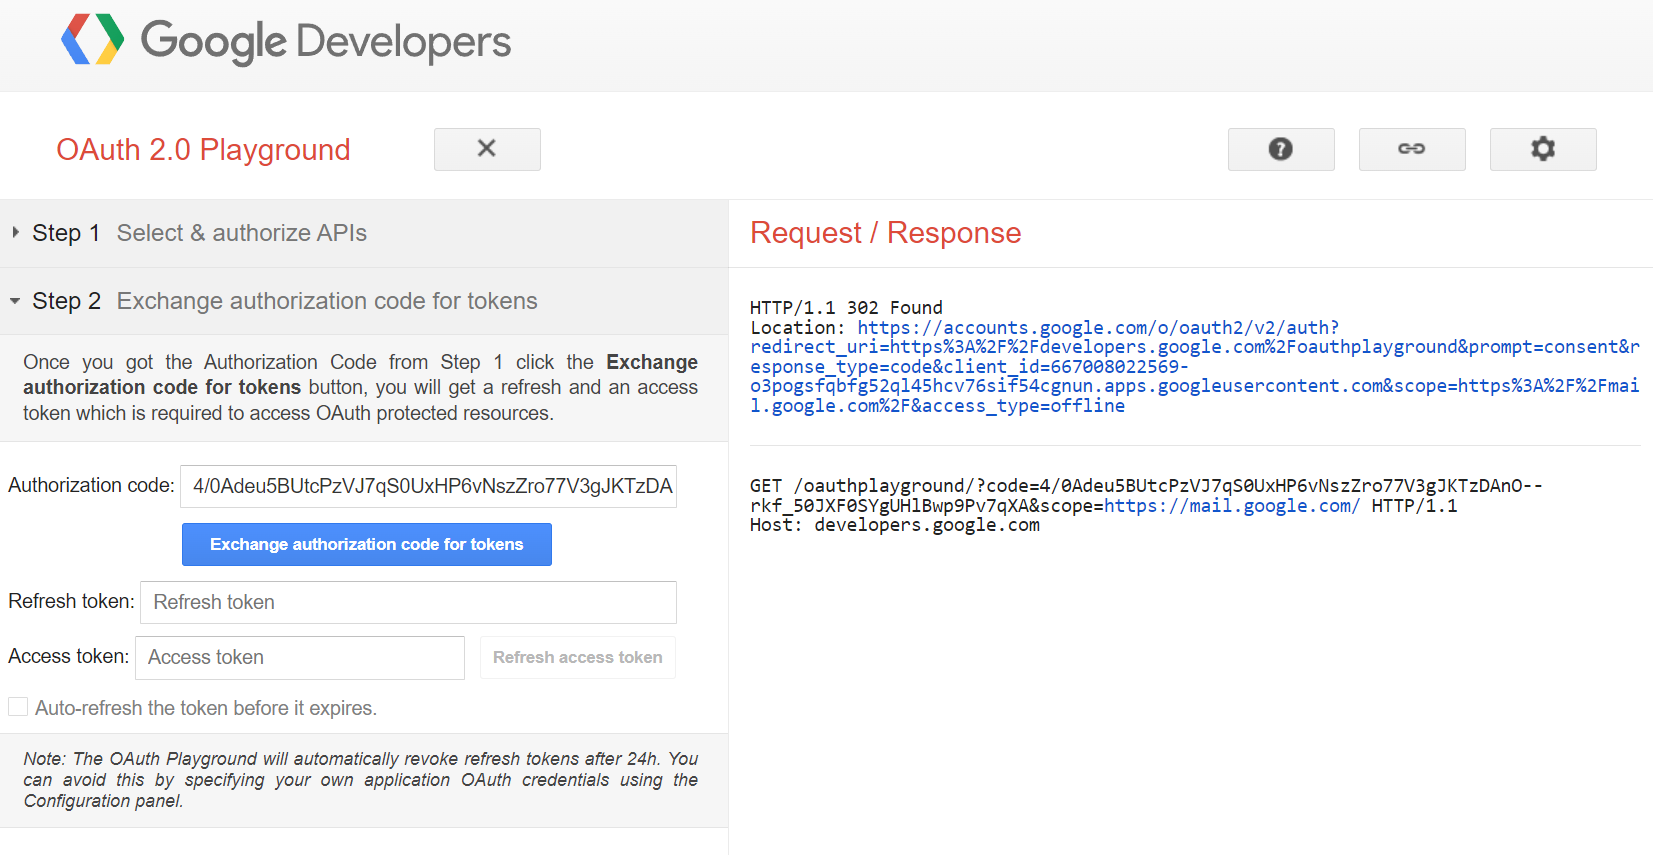 Google Developers
OAuth 2.0 Playground
Step 1 Select & authorize APIs
Step 2 Exchange authorization code for tokens
Once you got the Authorization Code from Step 1 click the Exchange
authorization code for tokens button, you will get a refresh and an access
token which is required to access OAuth protected resources.
Authorization code: 4/0Adeu5BUtcPzVJ7qS0UxHP6vNszZro77V3gJKTzDA
Exchange authorization code for tokens
Refresh token: Refresh token
Access token: Access token Refresh access token
Auto-refresh the token before it expires.
Note: The OAuth Playground will automatically revoke refresh tokens after 24h. You
can avoid this by specifying your own application OAuth credentials using the
Configuration panel.
Request / Response
HTTP/1.1 302 Found
Location: https://accounts.google.com/o/oauth2/v2/auth?
redirect_uri=https%3A%2F%2Fdevelopers.google.com%2Foauthplayground&prompt=consent&r
esponse_type=code&client_id=667008022569-
o3pogsfqbfg52ql45hcv76sif54cgnun.apps.googleusercontent.com&scope=https%3A%2F%2Fmai
l.google.com%2F&access_type=offline
GET /oauthplayground/?code=4/0Adeu5BUtcPzVJ7qS0UxHP6vNszZro77V3gJKTzDAnO--
rkf_50JXF0SYgUHlBwp9Pv7qXA&scope=https://mail.google.com/ HTTP/1.1
Host: developers.google.com